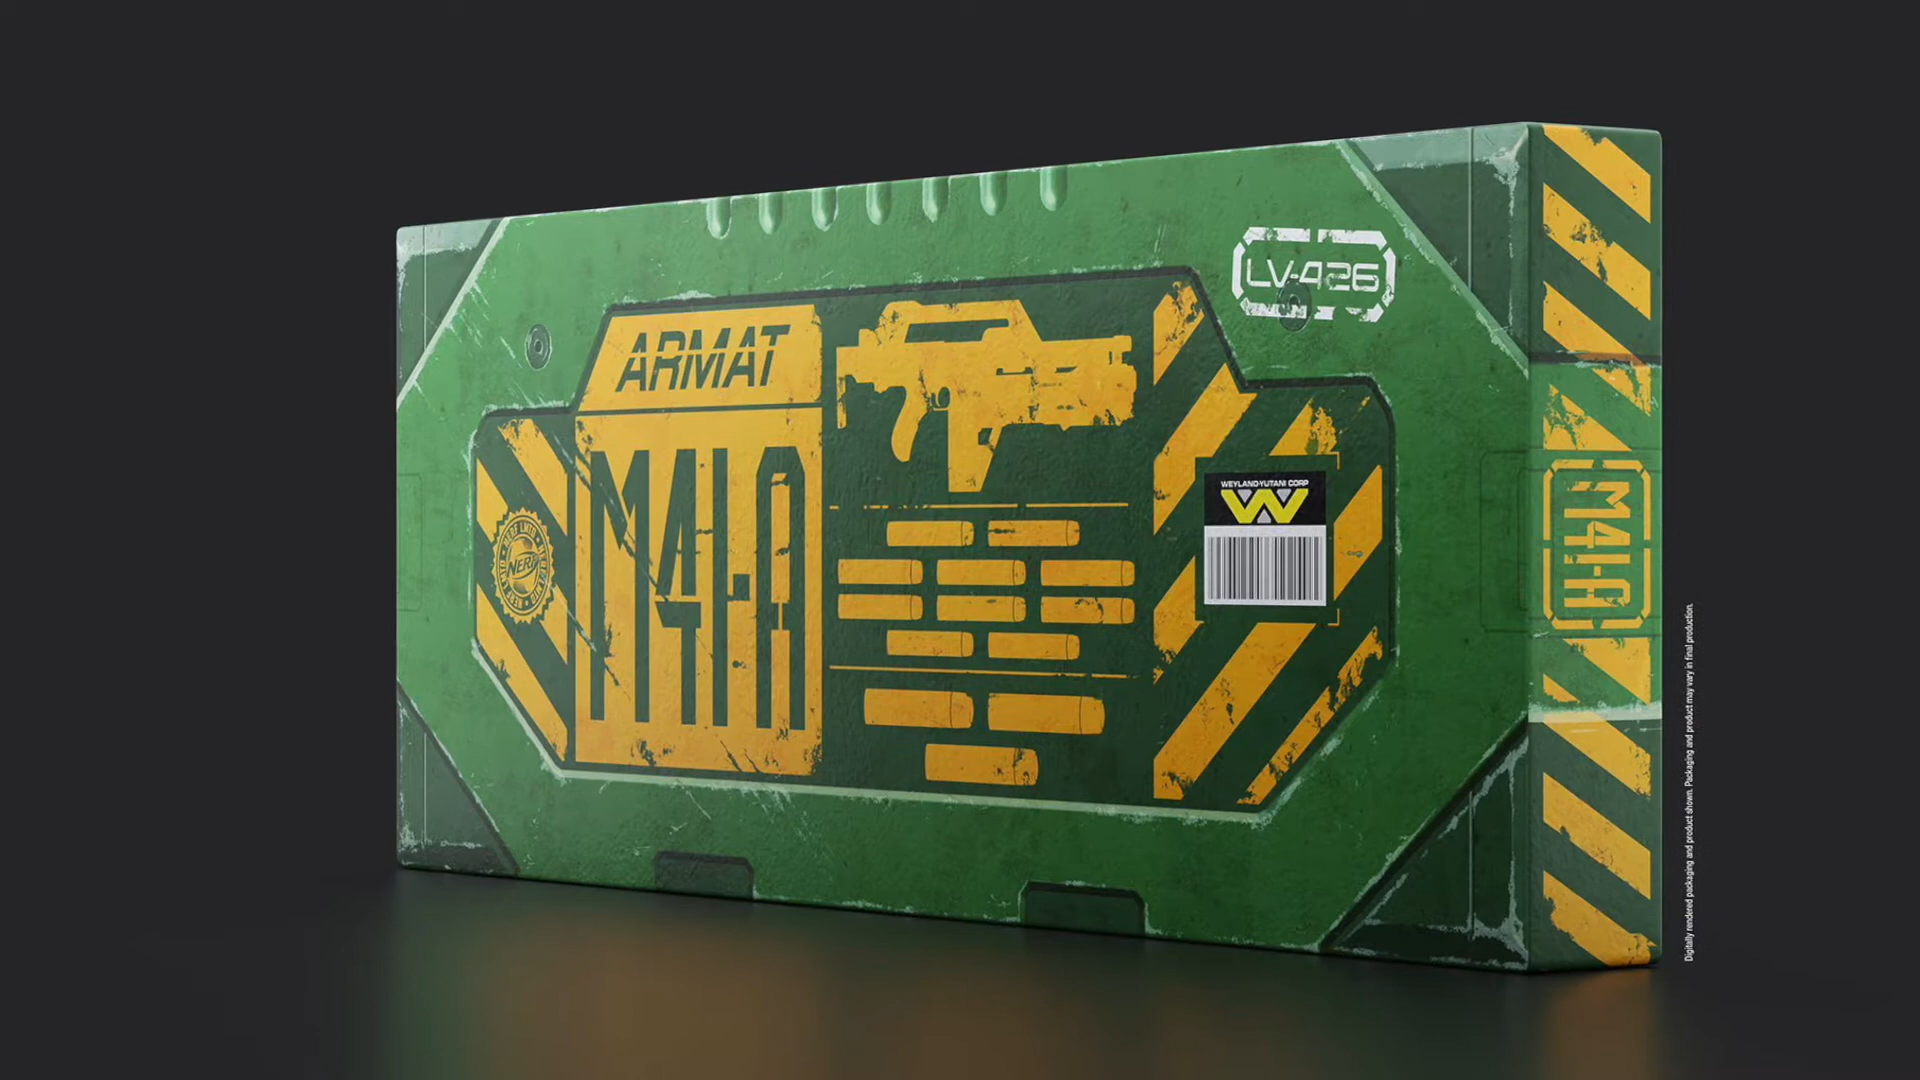 LV-426
ARMAT
M41-A
WEYLAND-YUTANI CORP
NERF
M41-A
Digitally rendered packaging and product shown. Packaging and product may vary in final production.